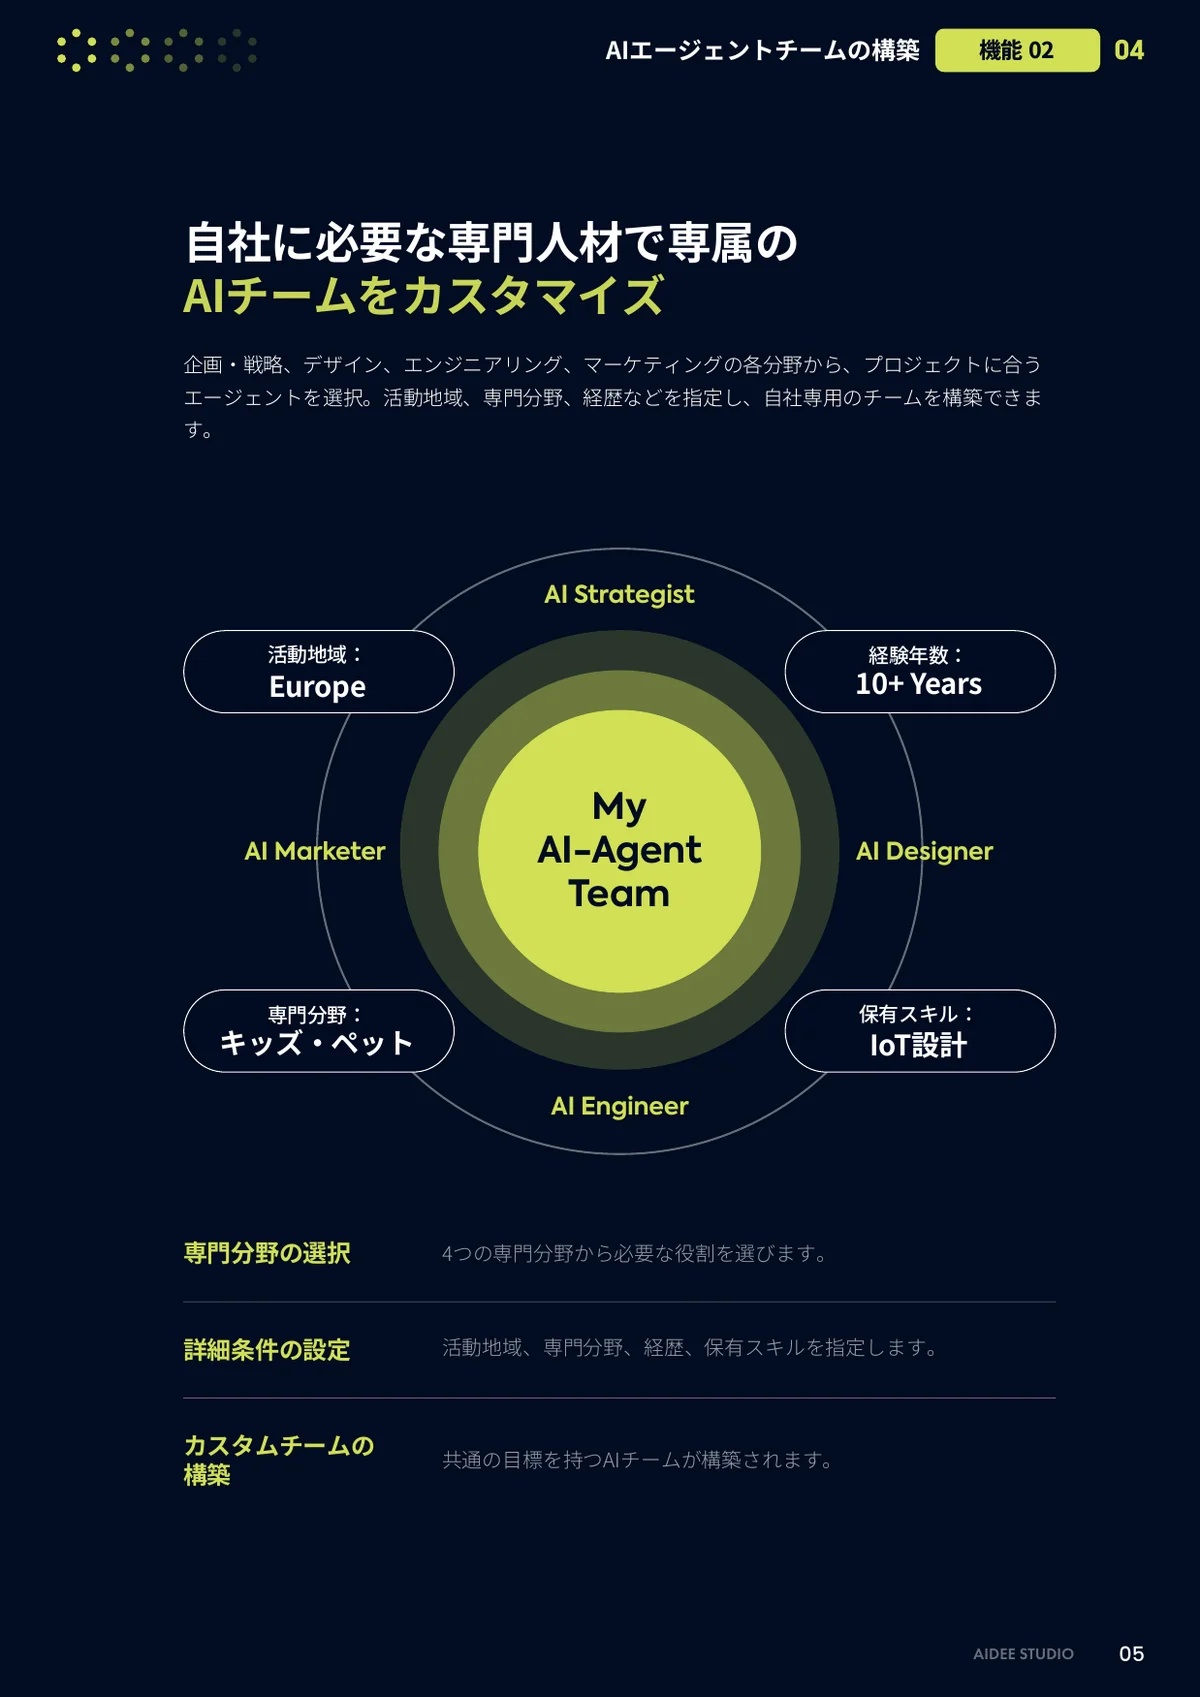 AIエージェントチームの構築 機能 02 04
自社に必要な専門人材で専属の
AIチームをカスタマイズ
企画・戦略、デザイン、エンジニアリング、マーケティングの各分野から、プロジェクトに合う
エージェントを選択。活動地域、専門分野、経歴などを指定し、自社専用のチームを構築できま
す。
AI Strategist
活動地域：
Europe
経験年数：
10+ Years
My
AI-Agent
Team
AI Marketer
AI Designer
専門分野：
キッズ・ペット
保有スキル：
IoT設計
AI Engineer
専門分野の選択
4つの専門分野から必要な役割を選びます。
詳細条件の設定
活動地域、専門分野、経歴、保有スキルを指定します。
カスタムチームの
構築
共通の目標を持つAIチームが構築されます。
AIDEE STUDIO 05